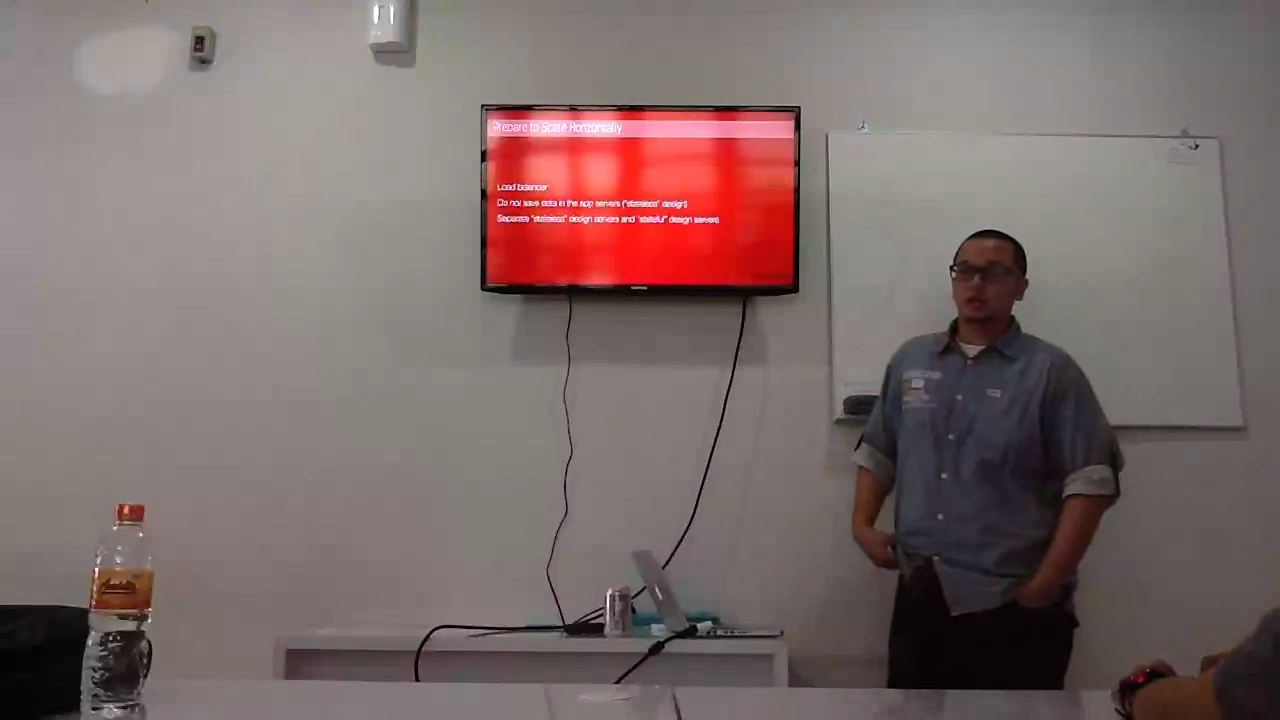 Prepare to Scale Horizontally
Load balancer
Do not save data in the app servers ("stateless" design)
Separate "stateless" design servers and "stateful" design servers